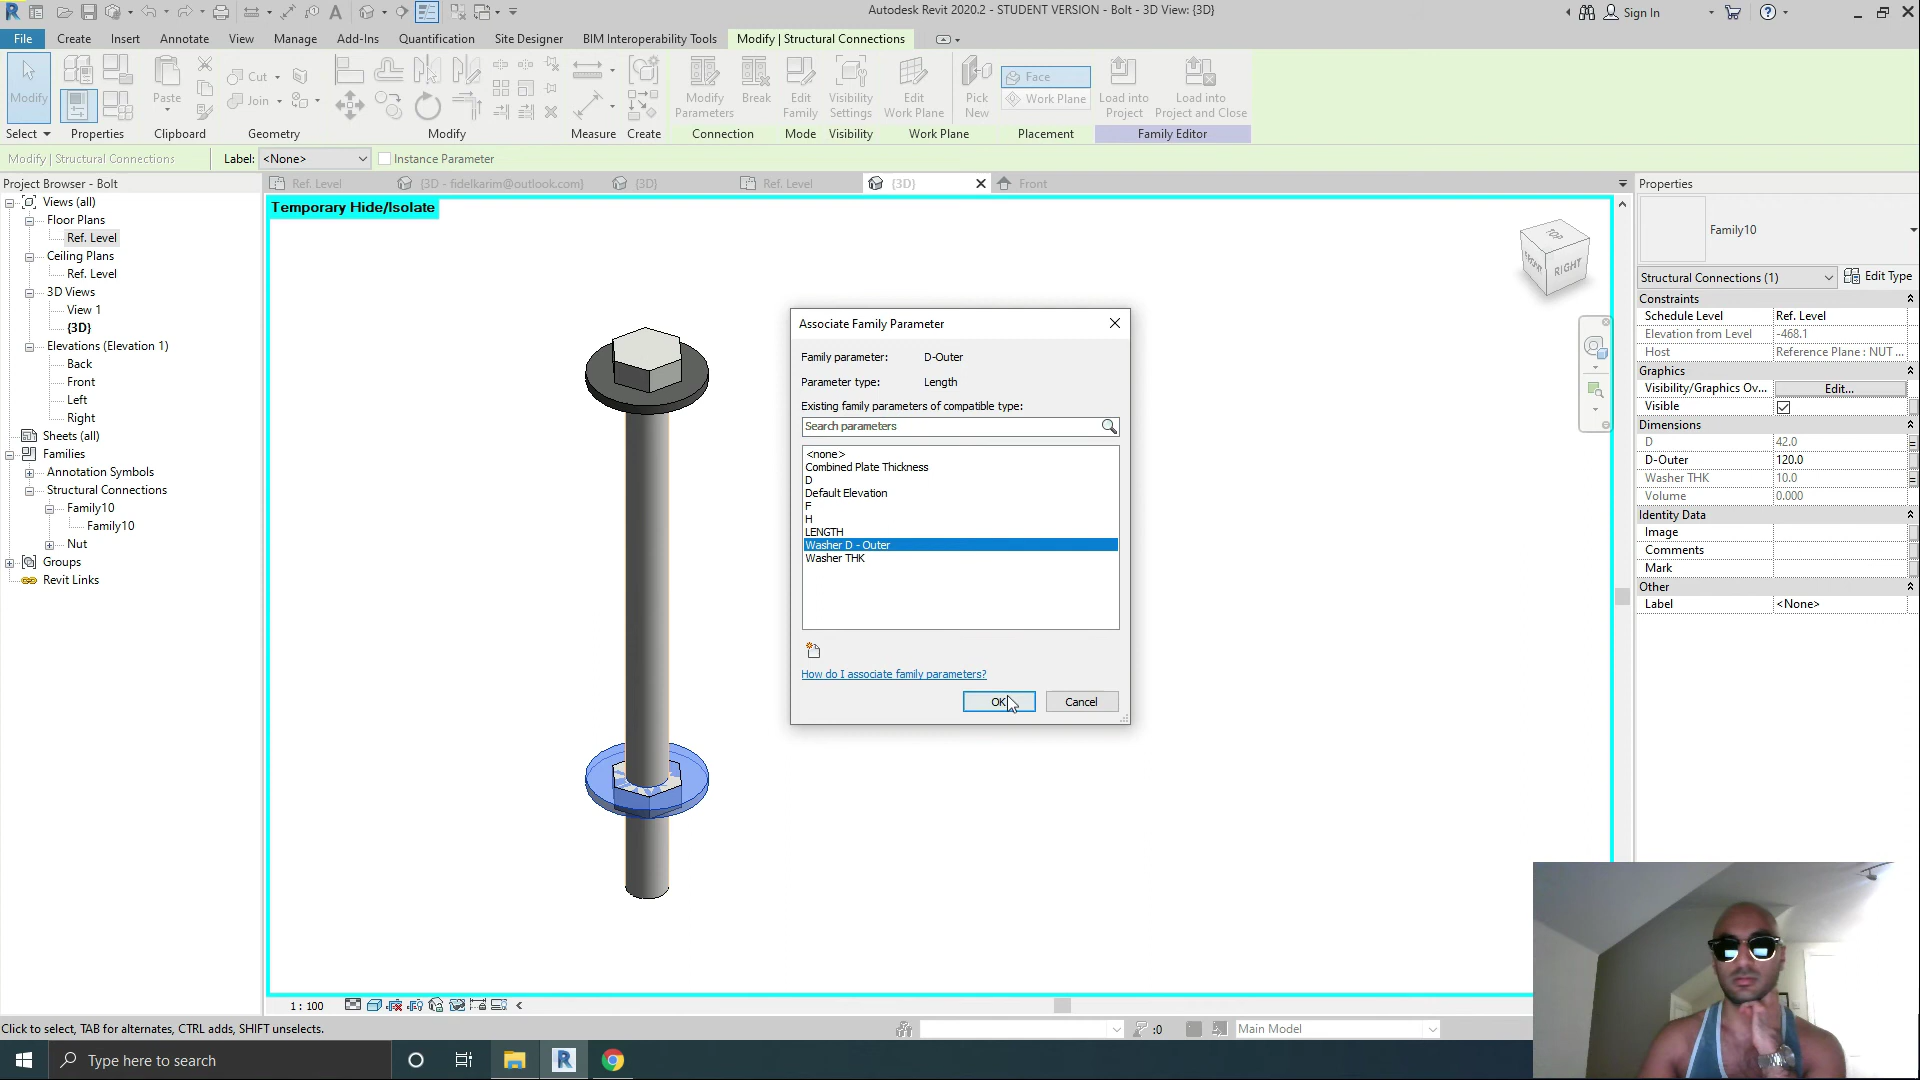 Autodesk Revit 2020.2 - STUDENT VERSION - Bolt - 3D View: {3D}
Sign In
File Create Insert Annotate View Manage Add-Ins Quantification Site Designer BIM Interoperability Tools Modify | Structural Connections
Modify
Paste
Cut
Join
Modify Parameters
Break
Edit Family
Visibility Settings
Edit Work Plane
Pick New
Face
Work Plane
Load into Project
Load into Project and Close
Select Properties Clipboard Geometry Modify Measure Create Connection Mode Visibility Work Plane Placement Family Editor
Modify | Structural Connections Label: <None> Instance Parameter
Project Browser - Bolt
Views (all)
Floor Plans
Ref. Level
Ceiling Plans
Ref. Level
3D Views
View 1
{3D}
Elevations (Elevation 1)
Back
Front
Left
Right
Sheets (all)
Families
Annotation Symbols
Structural Connections
Family10
Family10
Nut
Groups
Revit Links
Ref. Level {3D - fidelkarim@outlook.com} {3D} Ref. Level {3D} Front
Temporary Hide/Isolate
TOP
FRONT
RIGHT
Associate Family Parameter
Family parameter: D-Outer
Parameter type: Length
Existing family parameters of compatible type:
Search parameters
<none>
Combined Plate Thickness
D
Default Elevation
F
H
LENGTH
Washer D - Outer
Washer THK
How do I associate family parameters?
OK Cancel
Properties
Family10
Structural Connections (1) Edit Type
Constraints
Schedule Level Ref. Level
Elevation from Level -468.1
Host Reference Plane : NUT ...
Graphics
Visibility/Graphics Ov... Edit...
Visible
Dimensions
D 42.0
D-Outer 120.0
Washer THK 10.0
Volume 0.000
Identity Data
Image
Comments
Mark
Other
Label <None>
1 : 100
Click to select, TAB for alternates, CTRL adds, SHIFT unselects.
:0
Main Model
Type here to search